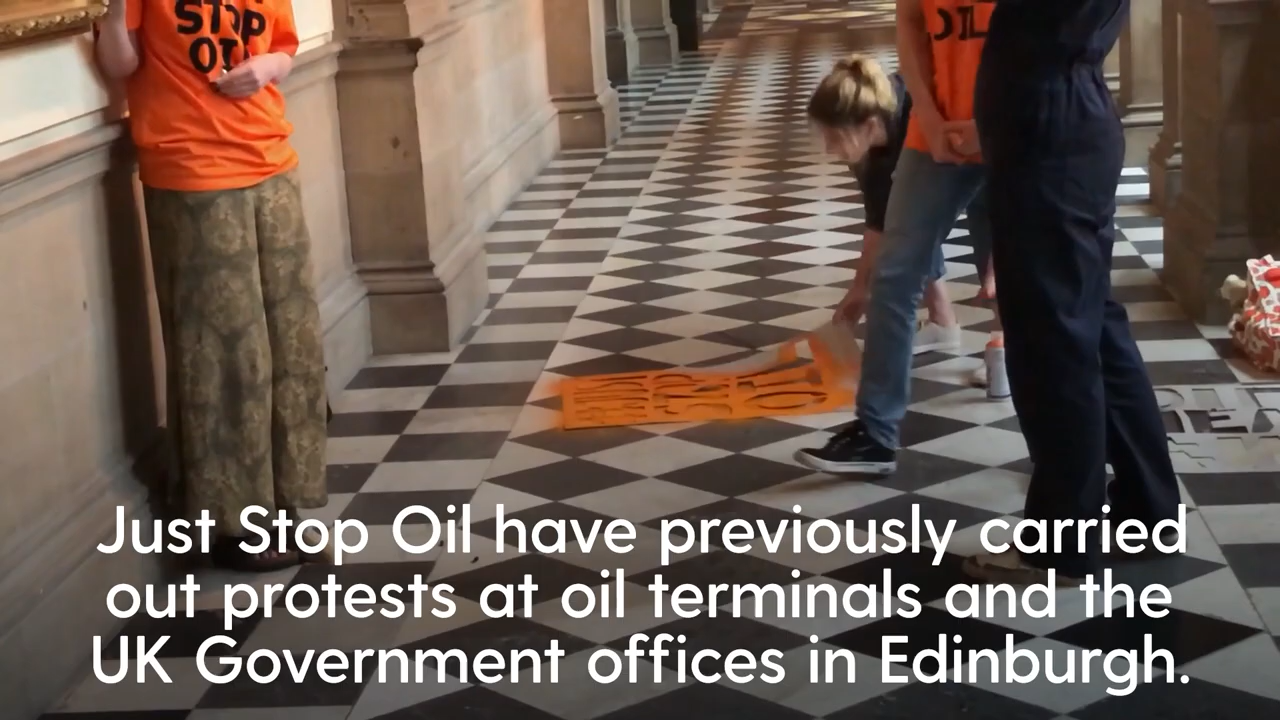 STOP
OIL
OIL
Just Stop Oil have previously carried
out protests at oil terminals and the
UK Government offices in Edinburgh.